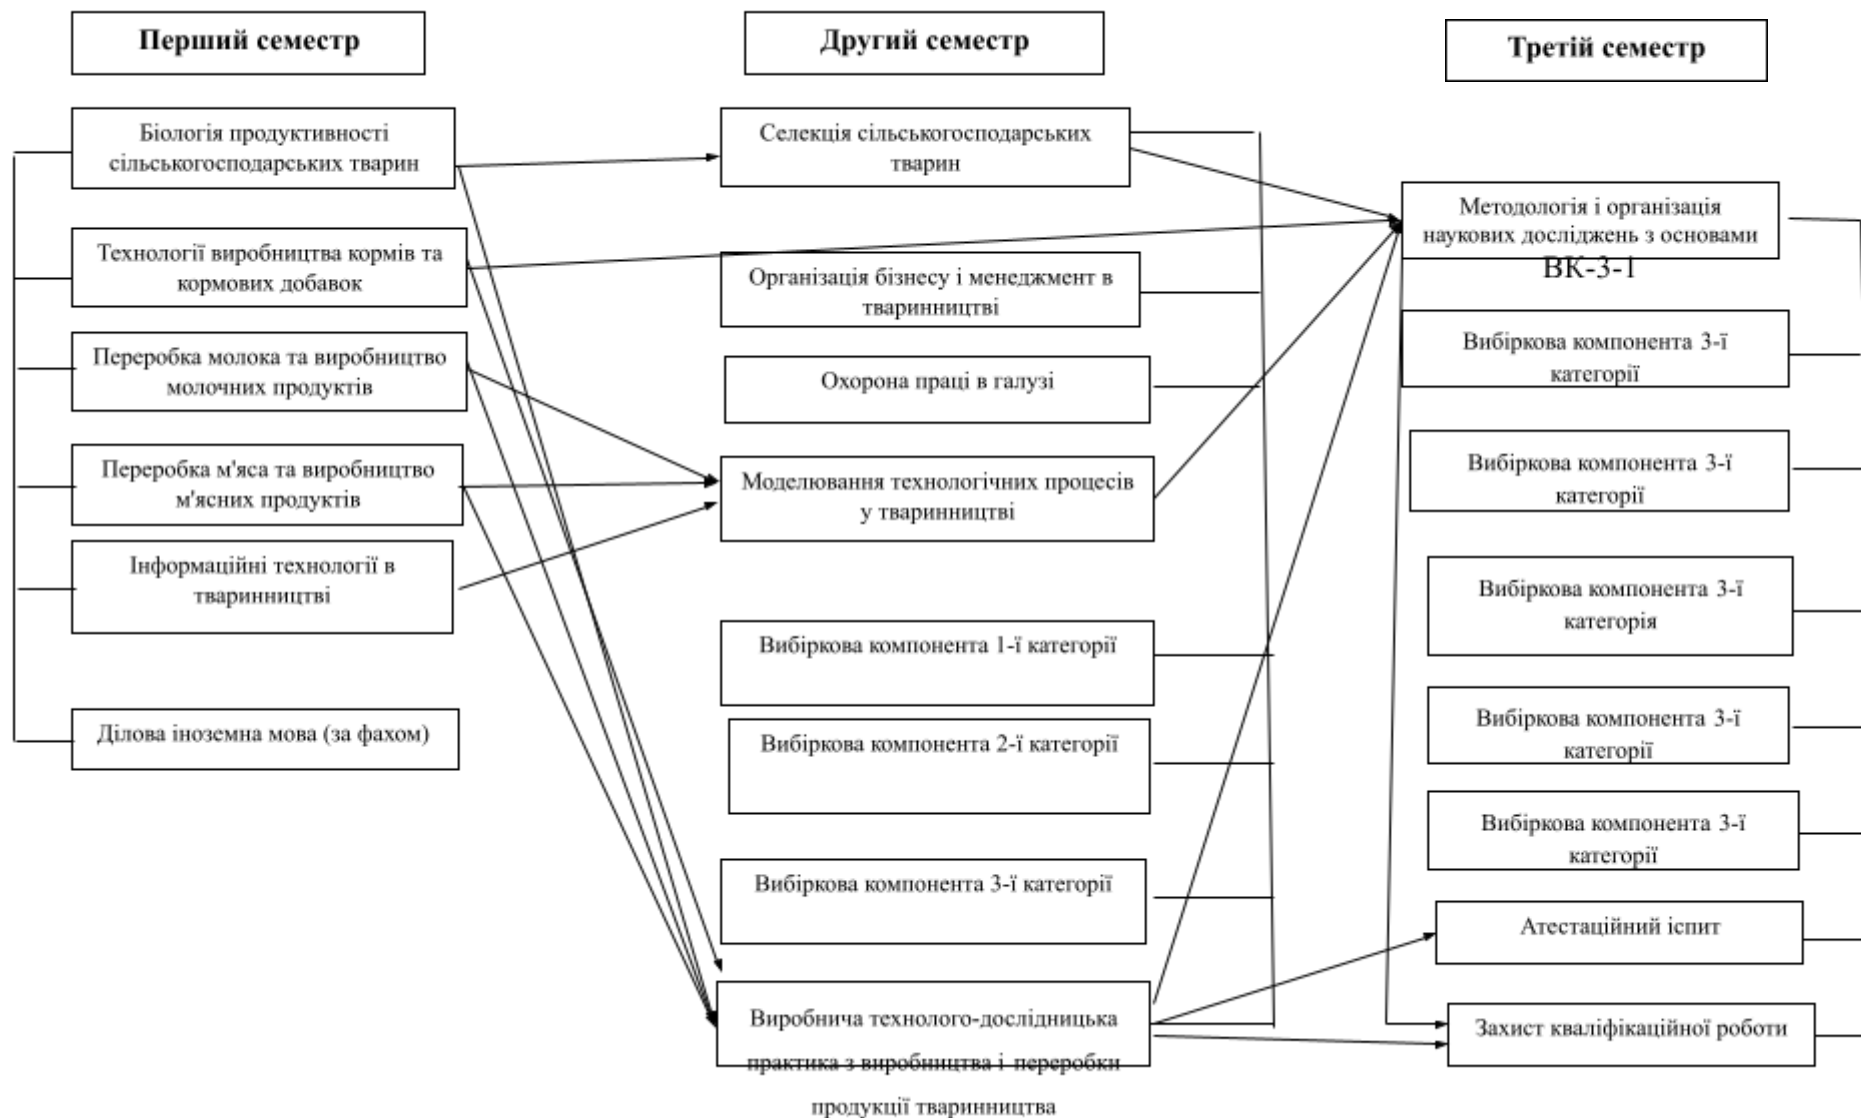 Перший семестр
Біологія продуктивності
сільськогосподарських тварин
Технології виробництва кормів та
кормових добавок
Переробка молока та виробництво
молочних продуктів
Переробка м'яса та виробництво
м'ясних продуктів
Інформаційні технології в
тваринництві
Ділова іноземна мова (за фахом)
Другий семестр
Селекція сільськогосподарських
тварин
Організація бізнесу і менеджмент в
тваринництві
Охорона праці в галузі
Моделювання технологічних процесів
у тваринництві
Вибіркова компонента 1-ї категорії
Вибіркова компонента 2-ї категорії
Вибіркова компонента 3-ї категорії
Виробнича технолого-дослідницька
практика з виробництва і переробки
продукції тваринництва
Третій семестр
Методологія і організація
наукових досліджень з основами
ВК-3-1
Вибіркова компонента 3-ї
категорії
Вибіркова компонента 3-ї
категорії
Вибіркова компонента 3-ї
категорія
Вибіркова компонента 3-ї
категорії
Вибіркова компонента 3-ї
категорії
Атестаційний іспит
Захист кваліфікаційної роботи